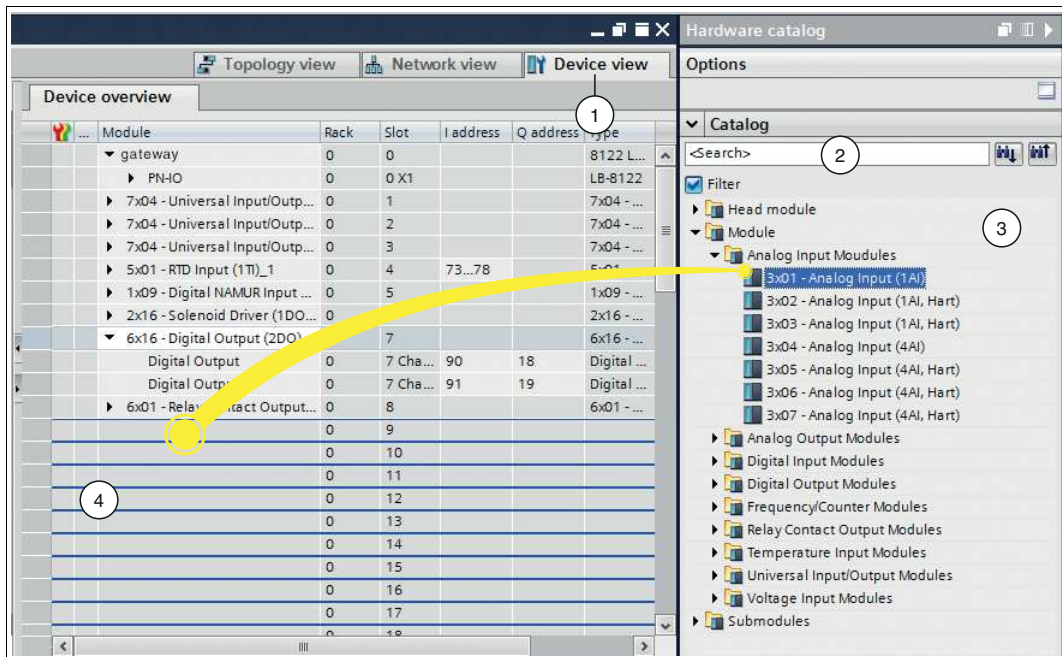 Topology view Network view Device view
Device overview
... Module Rack Slot I address Q address
gateway 0 0 8122 L...
PN-IO 0 0 X1 LB-8122
7x04 - Universal Input/Outp... 0 1 7x04 - ...
7x04 - Universal Input/Outp... 0 2 7x04 - ...
7x04 - Universal Input/Outp... 0 3 7x04 - ...
5x01 - RTD Input (1TI)_1 0 4 73...78
1x09 - Digital NAMUR Input ... 0 5 1x09 - ...
2x16 - Solenoid Driver (1DO... 0 2x16 - ...
6x16 - Digital Output (2DO) 7 6x16 - ...
Digital Output 0 7 Cha... 90 18 Digital ...
Digital 0 7 Cha... 91 19 Digital ...
6x01 - Output... 0 8 6x01 - ...
0 9
0 10
0 11
0 12
0 13
0 14
0 15
0 16
0 17
1
4
Hardware catalog
Options
Catalog
<Search>
2
Filter
3
Head module
Module
Analog Input Moudules
3x01 - Analog Input (1AI)
3x02 - Analog Input (1AI, Hart)
3x03 - Analog Input (1AI, Hart)
3x04 - Analog Input (4AI)
3x05 - Analog Input (4AI, Hart)
3x06 - Analog Input (4AI, Hart)
3x07 - Analog Input (4AI, Hart)
Analog Output Modules
Digital Input Modules
Digital Output Modules
Frequency/Counter Modules
Relay Contact Output Modules
Temperature Input Modules
Universal Input/Output Modules
Voltage Input Modules
Submodules